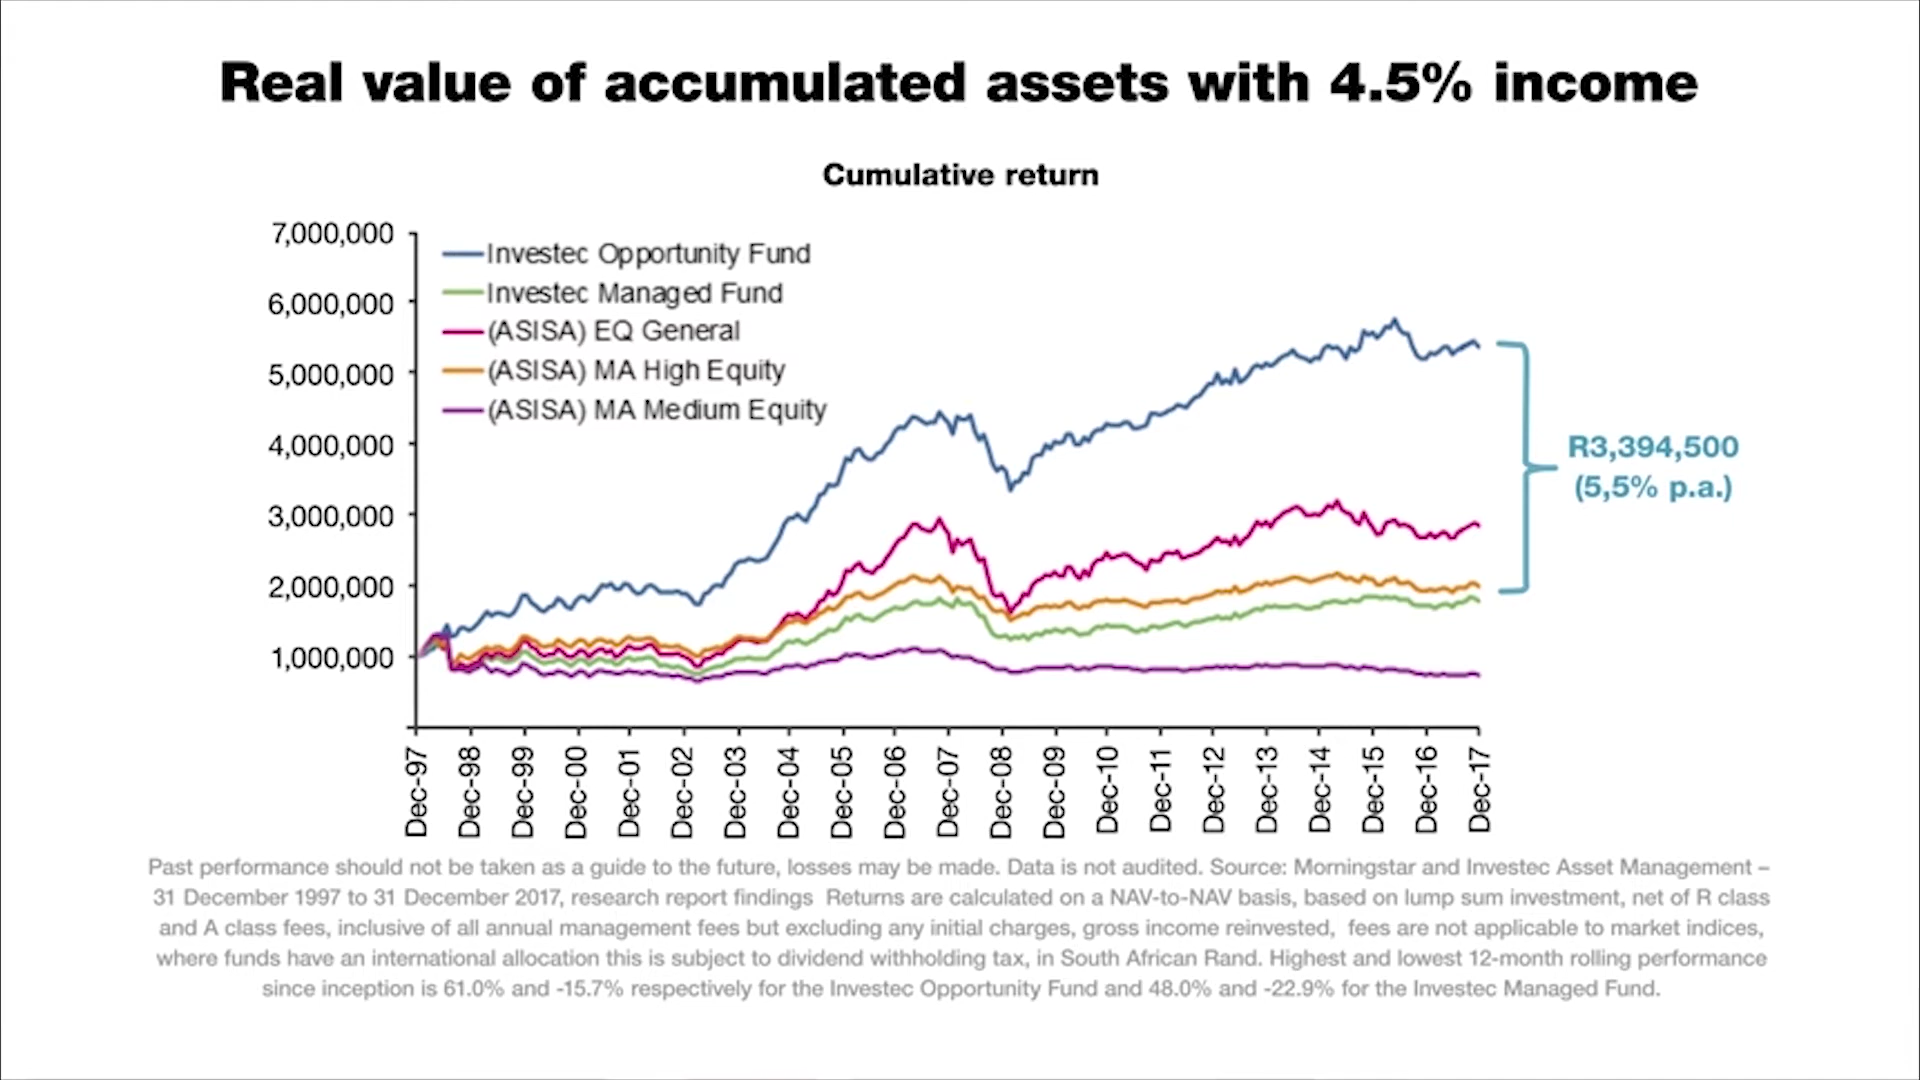 Real value of accumulated assets with 4.5% income
Cumulative return
7,000,000
6,000,000
5,000,000
4,000,000
3,000,000
2,000,000
1,000,000
Investec Opportunity Fund
Investec Managed Fund
(ASISA) EQ General
(ASISA) MA High Equity
(ASISA) MA Medium Equity
R3,394,500
(5,5% p.a.)
Dec-97
Dec-98
Dec-99
Dec-00
Dec-01
Dec-02
Dec-03
Dec-04
Dec-05
Dec-06
Dec-07
Dec-08
Dec-09
Dec-10
Dec-11
Dec-12
Dec-13
Dec-14
Dec-15
Dec-16
Dec-17
Past performance should not be taken as a guide to the future, losses may be made. Data is not audited. Source: Morningstar and Investec Asset Management –
31 December 1997 to 31 December 2017, research report findings Returns are calculated on a NAV-to-NAV basis, based on lump sum investment, net of R class
and A class fees, inclusive of all annual management fees but excluding any initial charges, gross income reinvested, fees are not applicable to market indices,
where funds have an international allocation this is subject to dividend withholding tax, in South African Rand. Highest and lowest 12-month rolling performance
since inception is 61.0% and -15.7% respectively for the Investec Opportunity Fund and 48.0% and -22.9% for the Investec Managed Fund.